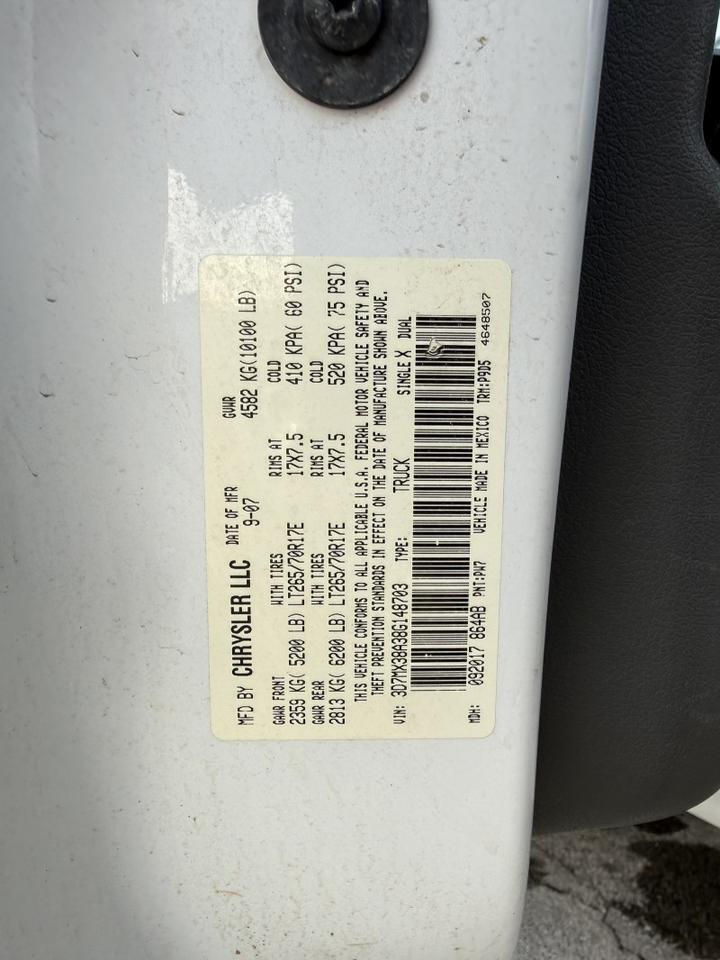 MFD BY CHRYSLER LLC DATE OF MFR GVWR
9-07 4582 KG(10100 LB)
GAWR FRONT WITH TIRES RIMS AT COLD
2359 KG( 5200 LB) LT265/70R17E 17X7.5 410 KPA( 60 PSI)
GAWR REAR WITH TIRES RIMS AT COLD
2813 KG( 6200 LB) LT265/70R17E 17X7.5 520 KPA( 75 PSI)
THIS VEHICLE CONFORMS TO ALL APPLICABLE U.S.A. FEDERAL MOTOR VEHICLE SAFETY AND
THEFT PREVENTION STANDARDS IN EFFECT ON THE DATE OF MANUFACTURE SHOWN ABOVE.
VIN: 3D7MX38A38G148703 TYPE: TRUCK SINGLE X DUAL
MDH: 092017 864AB PNT:PW7 VEHICLE MADE IN MEXICO TRM:P9D5 4648507